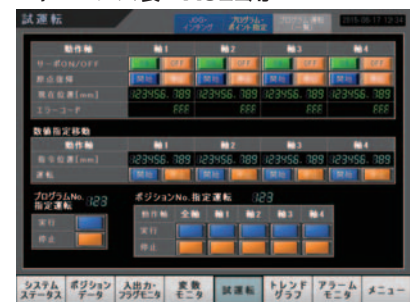 試運転
JOG・インチング
プログラム・ポイント指定
プログラム運転(一覧)
2015-06-17 12:34
動作軸 軸1 軸2 軸3 軸4
サーボON/OFF ON OFF ON OFF ON OFF ON OFF
原点復帰 開始 停止 開始 停止 開始 停止 開始 停止
現在位置[mm] 123456.789 123456.789 123456.789 123456.789
エラーコード FFF FFF FFF FFF
数値指定移動
動作軸 軸1 軸2 軸3 軸4
指令位置[mm] 123456.789 123456.789 123456.789 123456.789
運転 開始 停止 開始 停止 開始 停止 開始 停止
プログラムNo.指定運転 123
実行
停止
ポジションNo.指定運転 123
動作軸 全軸 軸1 軸2 軸3 軸4
実行
停止
システムステータス
ポジションデータ
入出力・フラグモニタ
変数モニタ
試運転
トレンドグラフ
アラームモニタ
メニュー